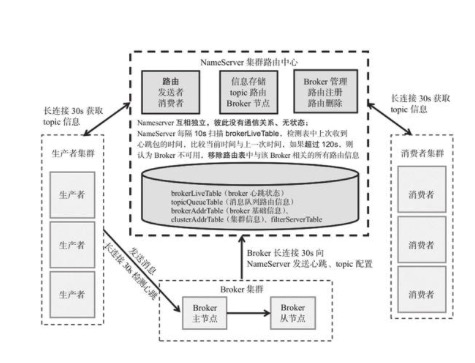 NameServer 集群路由中心
路由
发送者
消费者
信息存储
topic 路由
Broker 节点
Broker 管理
路由注册
路由删除
Nameserver 互相独立，彼此没有通信关系、无状态；
NameServer 每隔 10s 扫描 brokerLiveTable，检测表中上次收到
心跳包的时间，比较当前时间与上一次时间，如果超过 120s，则
认为 Broker 不可用，移除路由表中与该 Broker 相关的所有路由信息
brokerLiveTable（broker 心跳状态）
topicQueueTable（消息队列路由信息）
brokerAddrTable（broker 基础信息）、
clusterAddrTable（集群信息），filterServerTable
长连接 30s 获取
topic 信息
长连接 30s 获取
topic 信息
生产者集群
生产者
生产者
生产者
消费者集群
消费者
消费者
消费者
发送消息
长连接 30s 检测心跳
Broker 长连接 30s 向
NameServer 发送心跳、topic 配置
Broker 集群
Broker
主节点
Broker
从节点